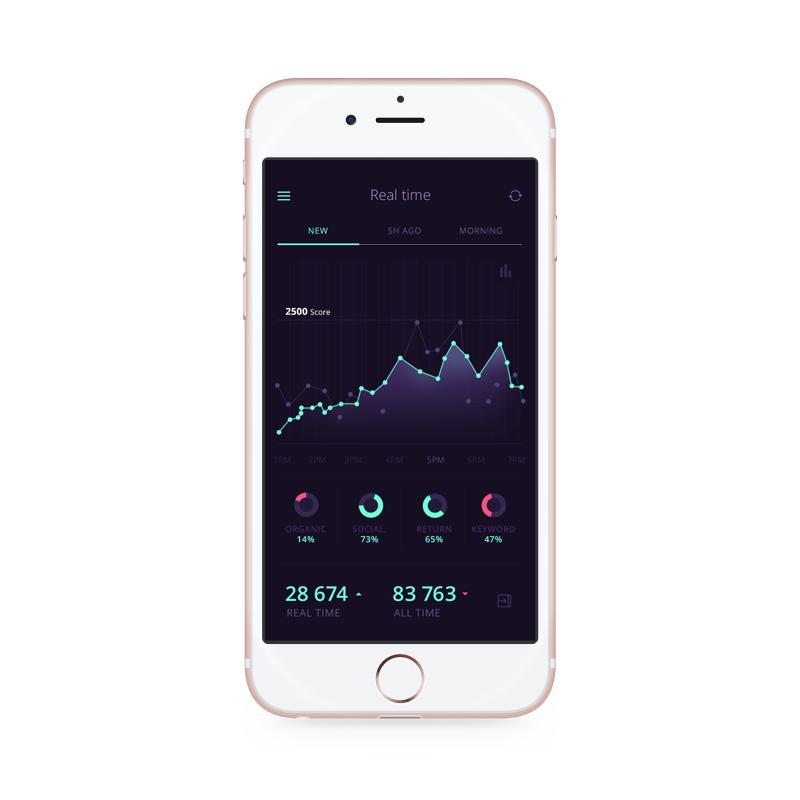 Real time
NEW 5H AGO MORNING
2500 Score
1PM 2PM 3PM 4PM 5PM 6PM 7PM
ORGANIC SOCIAL. RETURN KEYWORD
14% 73% 65% 47%
28 674 83 763
REAL TIME ALL TIME